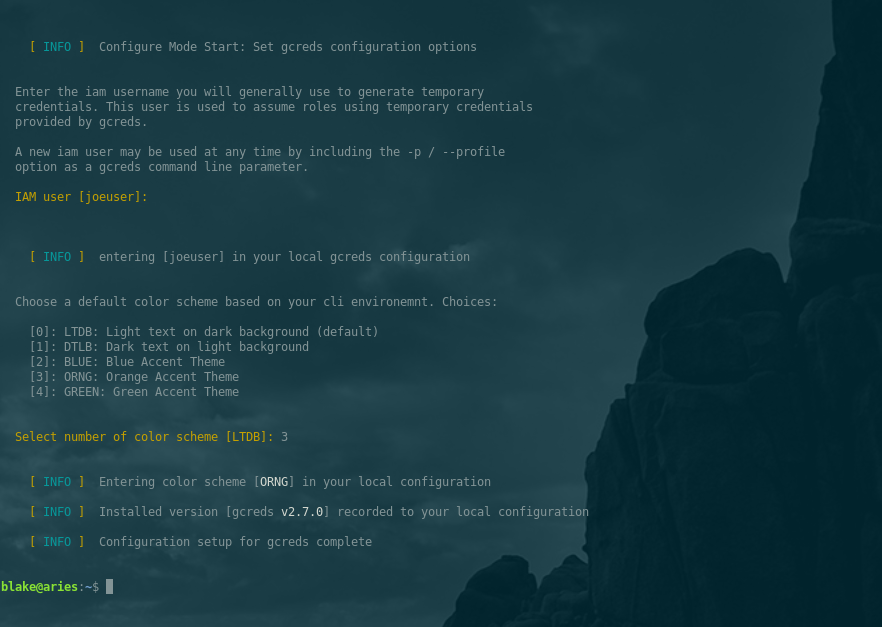 [ INFO ]  Configure Mode Start: Set gcreds configuration options
Enter the iam username you will generally use to generate temporary
credentials. This user is used to assume roles using temporary credentials
provided by gcreds.
A new iam user may be used at any time by including the -p / --profile
option as a gcreds command line parameter.
IAM user [joeuser]:
[ INFO ]  entering [joeuser] in your local gcreds configuration
Choose a default color scheme based on your cli environemnt. Choices:
[0]: LTDB: Light text on dark background (default)
[1]: DTLB: Dark text on light background
[2]: BLUE: Blue Accent Theme
[3]: ORNG: Orange Accent Theme
[4]: GREEN: Green Accent Theme
Select number of color scheme [LTDB]: 3
[ INFO ]  Entering color scheme [ORNG] in your local configuration
[ INFO ]  Installed version [gcreds v2.7.0] recorded to your local configuration
[ INFO ]  Configuration setup for gcreds complete
blake@aries:~$